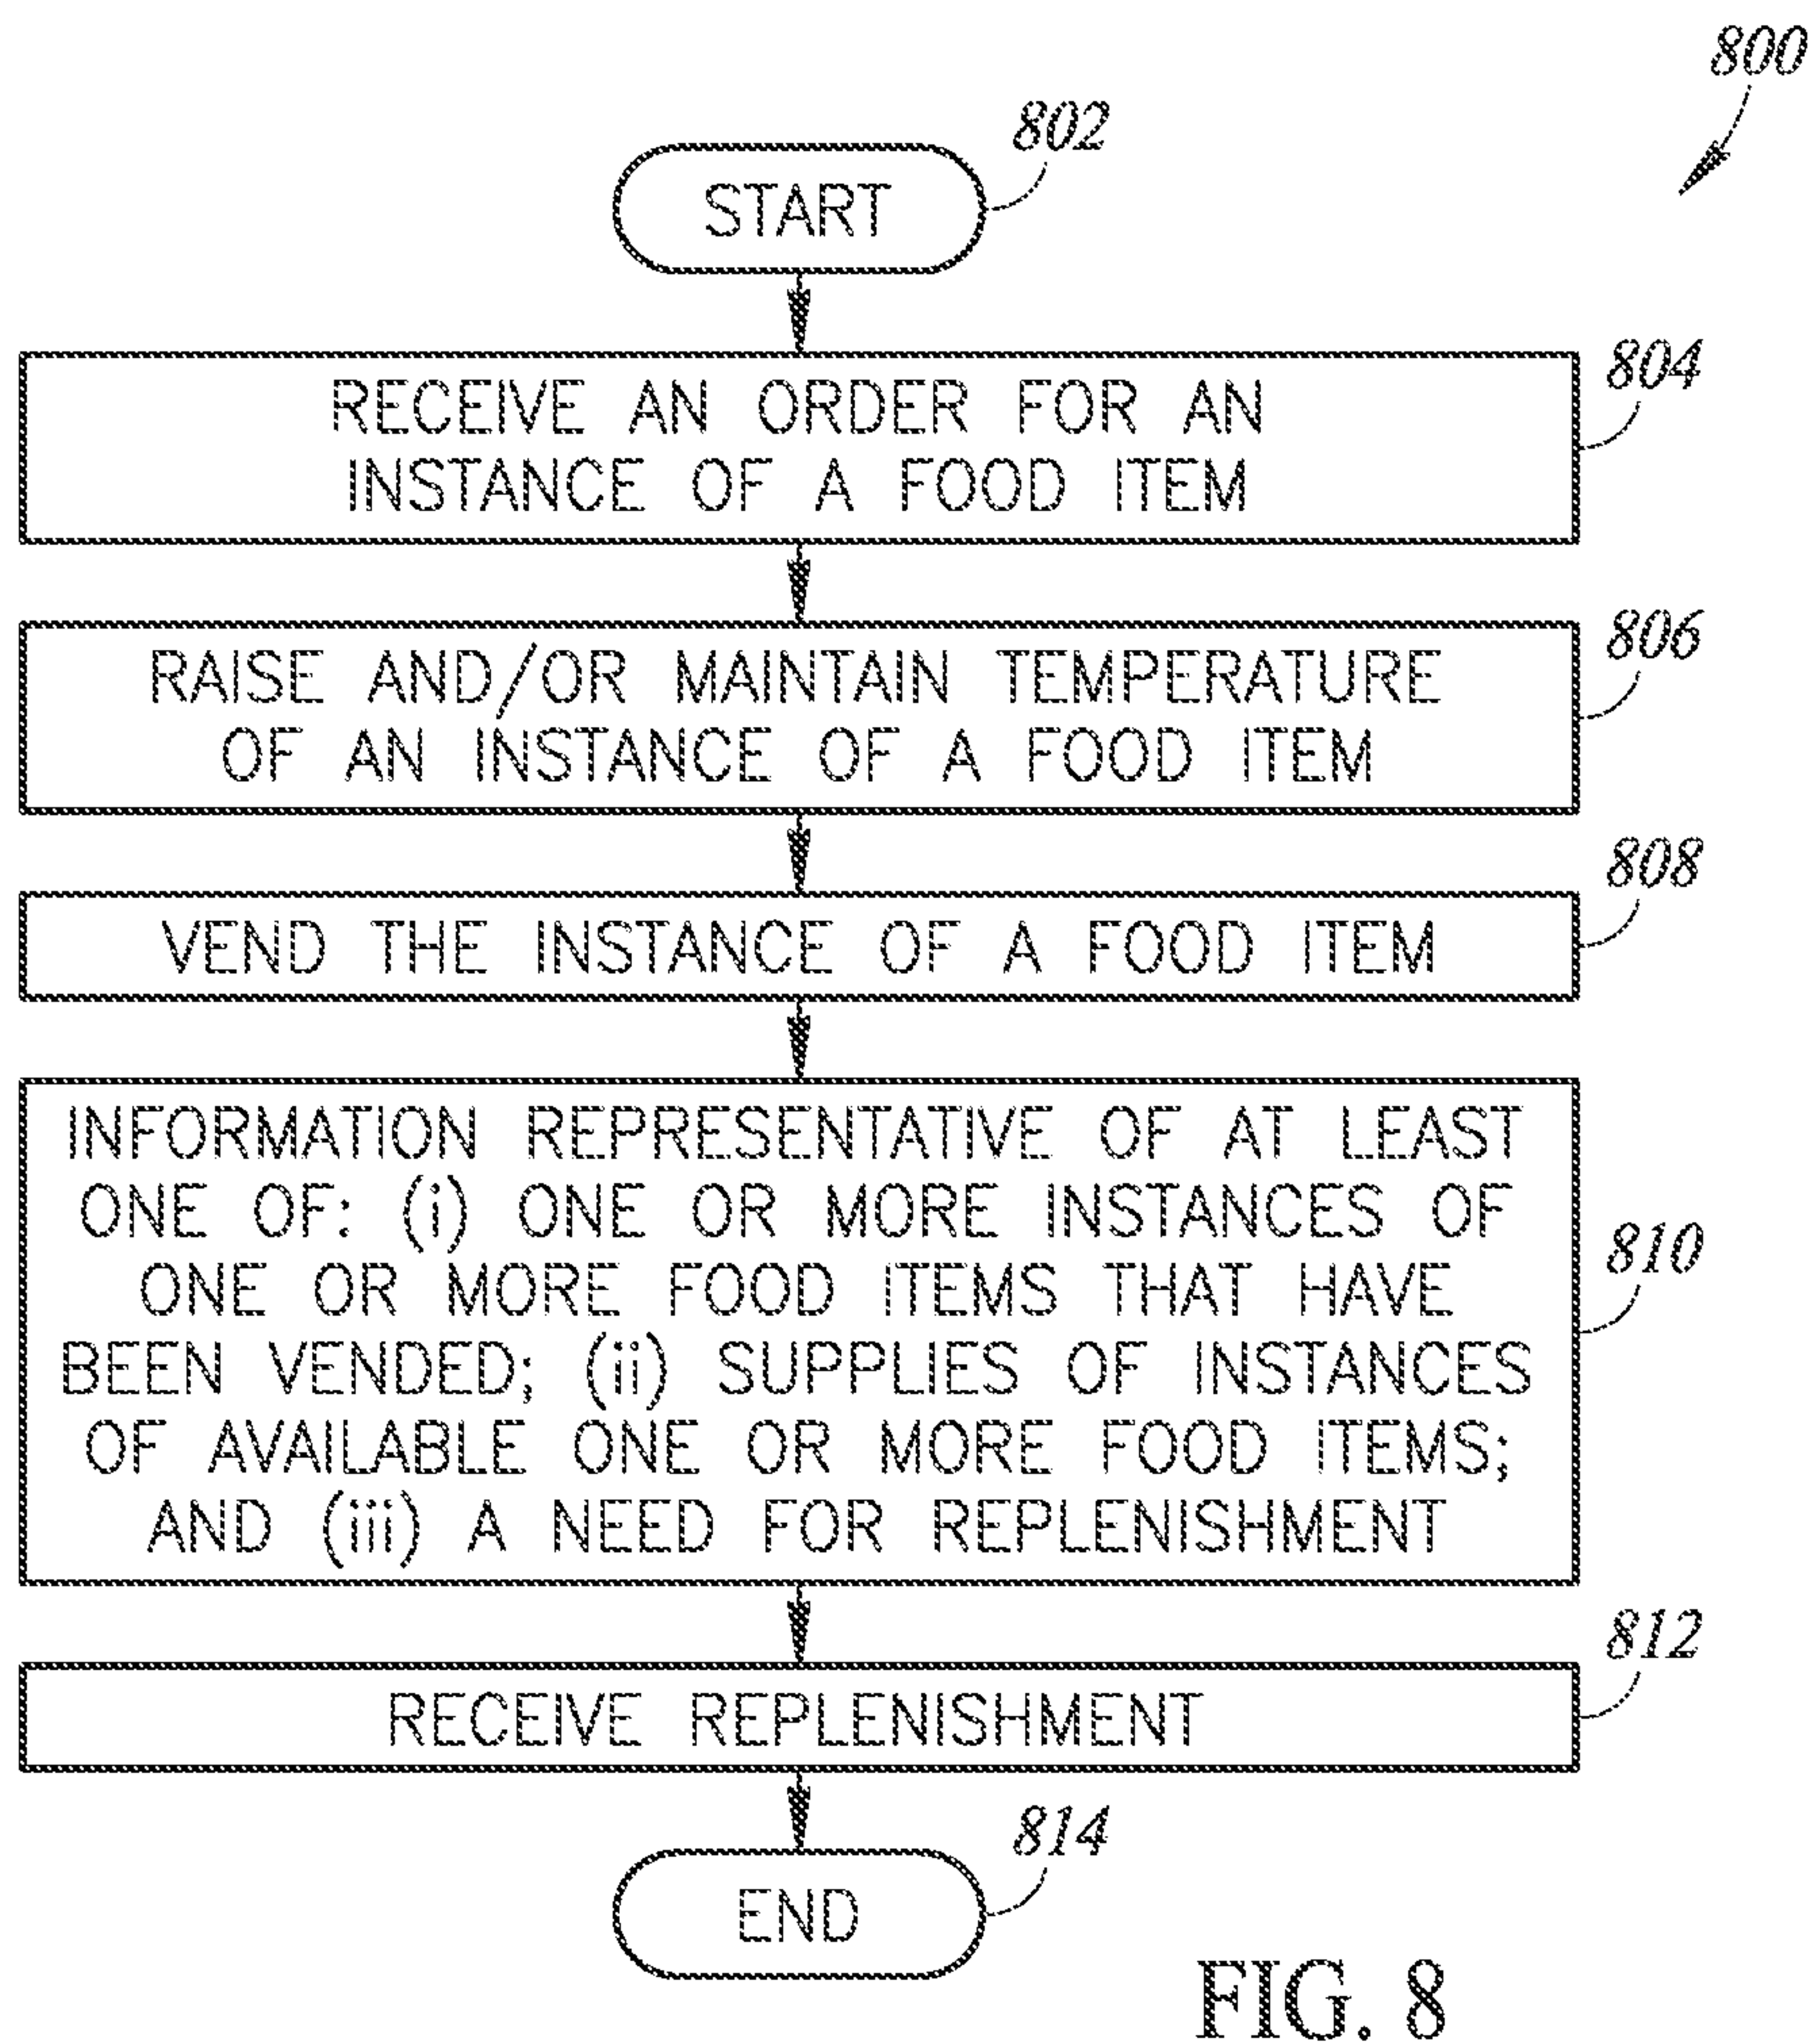 800
802
START
804
RECEIVE AN ORDER FOR AN
INSTANCE OF A FOOD ITEM
806
RAISE AND/OR MAINTAIN TEMPERATURE
OF AN INSTANCE OF A FOOD ITEM
808
VEND THE INSTANCE OF A FOOD ITEM
INFORMATION REPRESENTATIVE OF AT LEAST
ONE OF: (i) ONE OR MORE INSTANCES OF
810
ONE OR MORE FOOD ITEMS THAT HAVE
BEEN VENDED; (ii) SUPPLIES OF INSTANCES
OF AVAILABLE ONE OR MORE FOOD ITEMS;
AND (iii) A NEED FOR REPLENISHMENT
812
RECEIVE REPLENISHMENT
814
END
FIG. 8